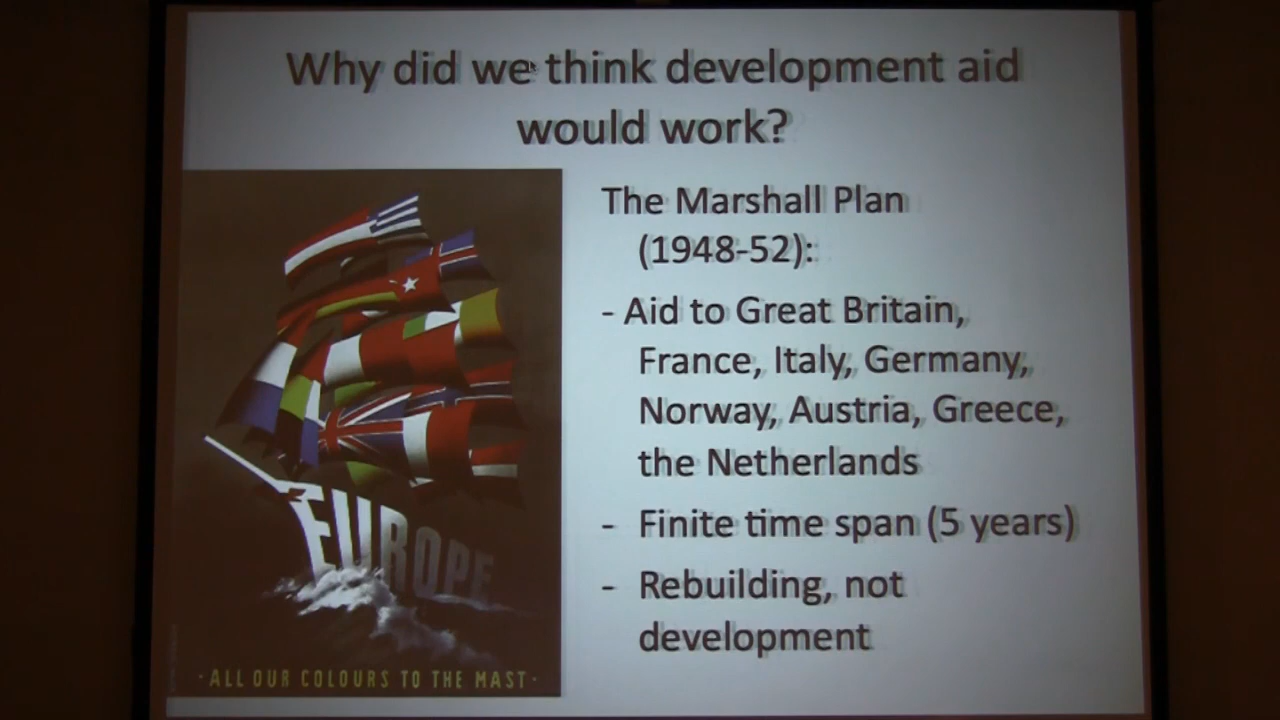 Why did we think development aid
would work?
The Marshall Plan
(1948-52):
- Aid to Great Britain,
France, Italy, Germany,
Norway, Austria, Greece,
the Netherlands
- Finite time span (5 years)
- Rebuilding, not
development
EUROPE
·ALL OUR COLOURS TO THE MAST·